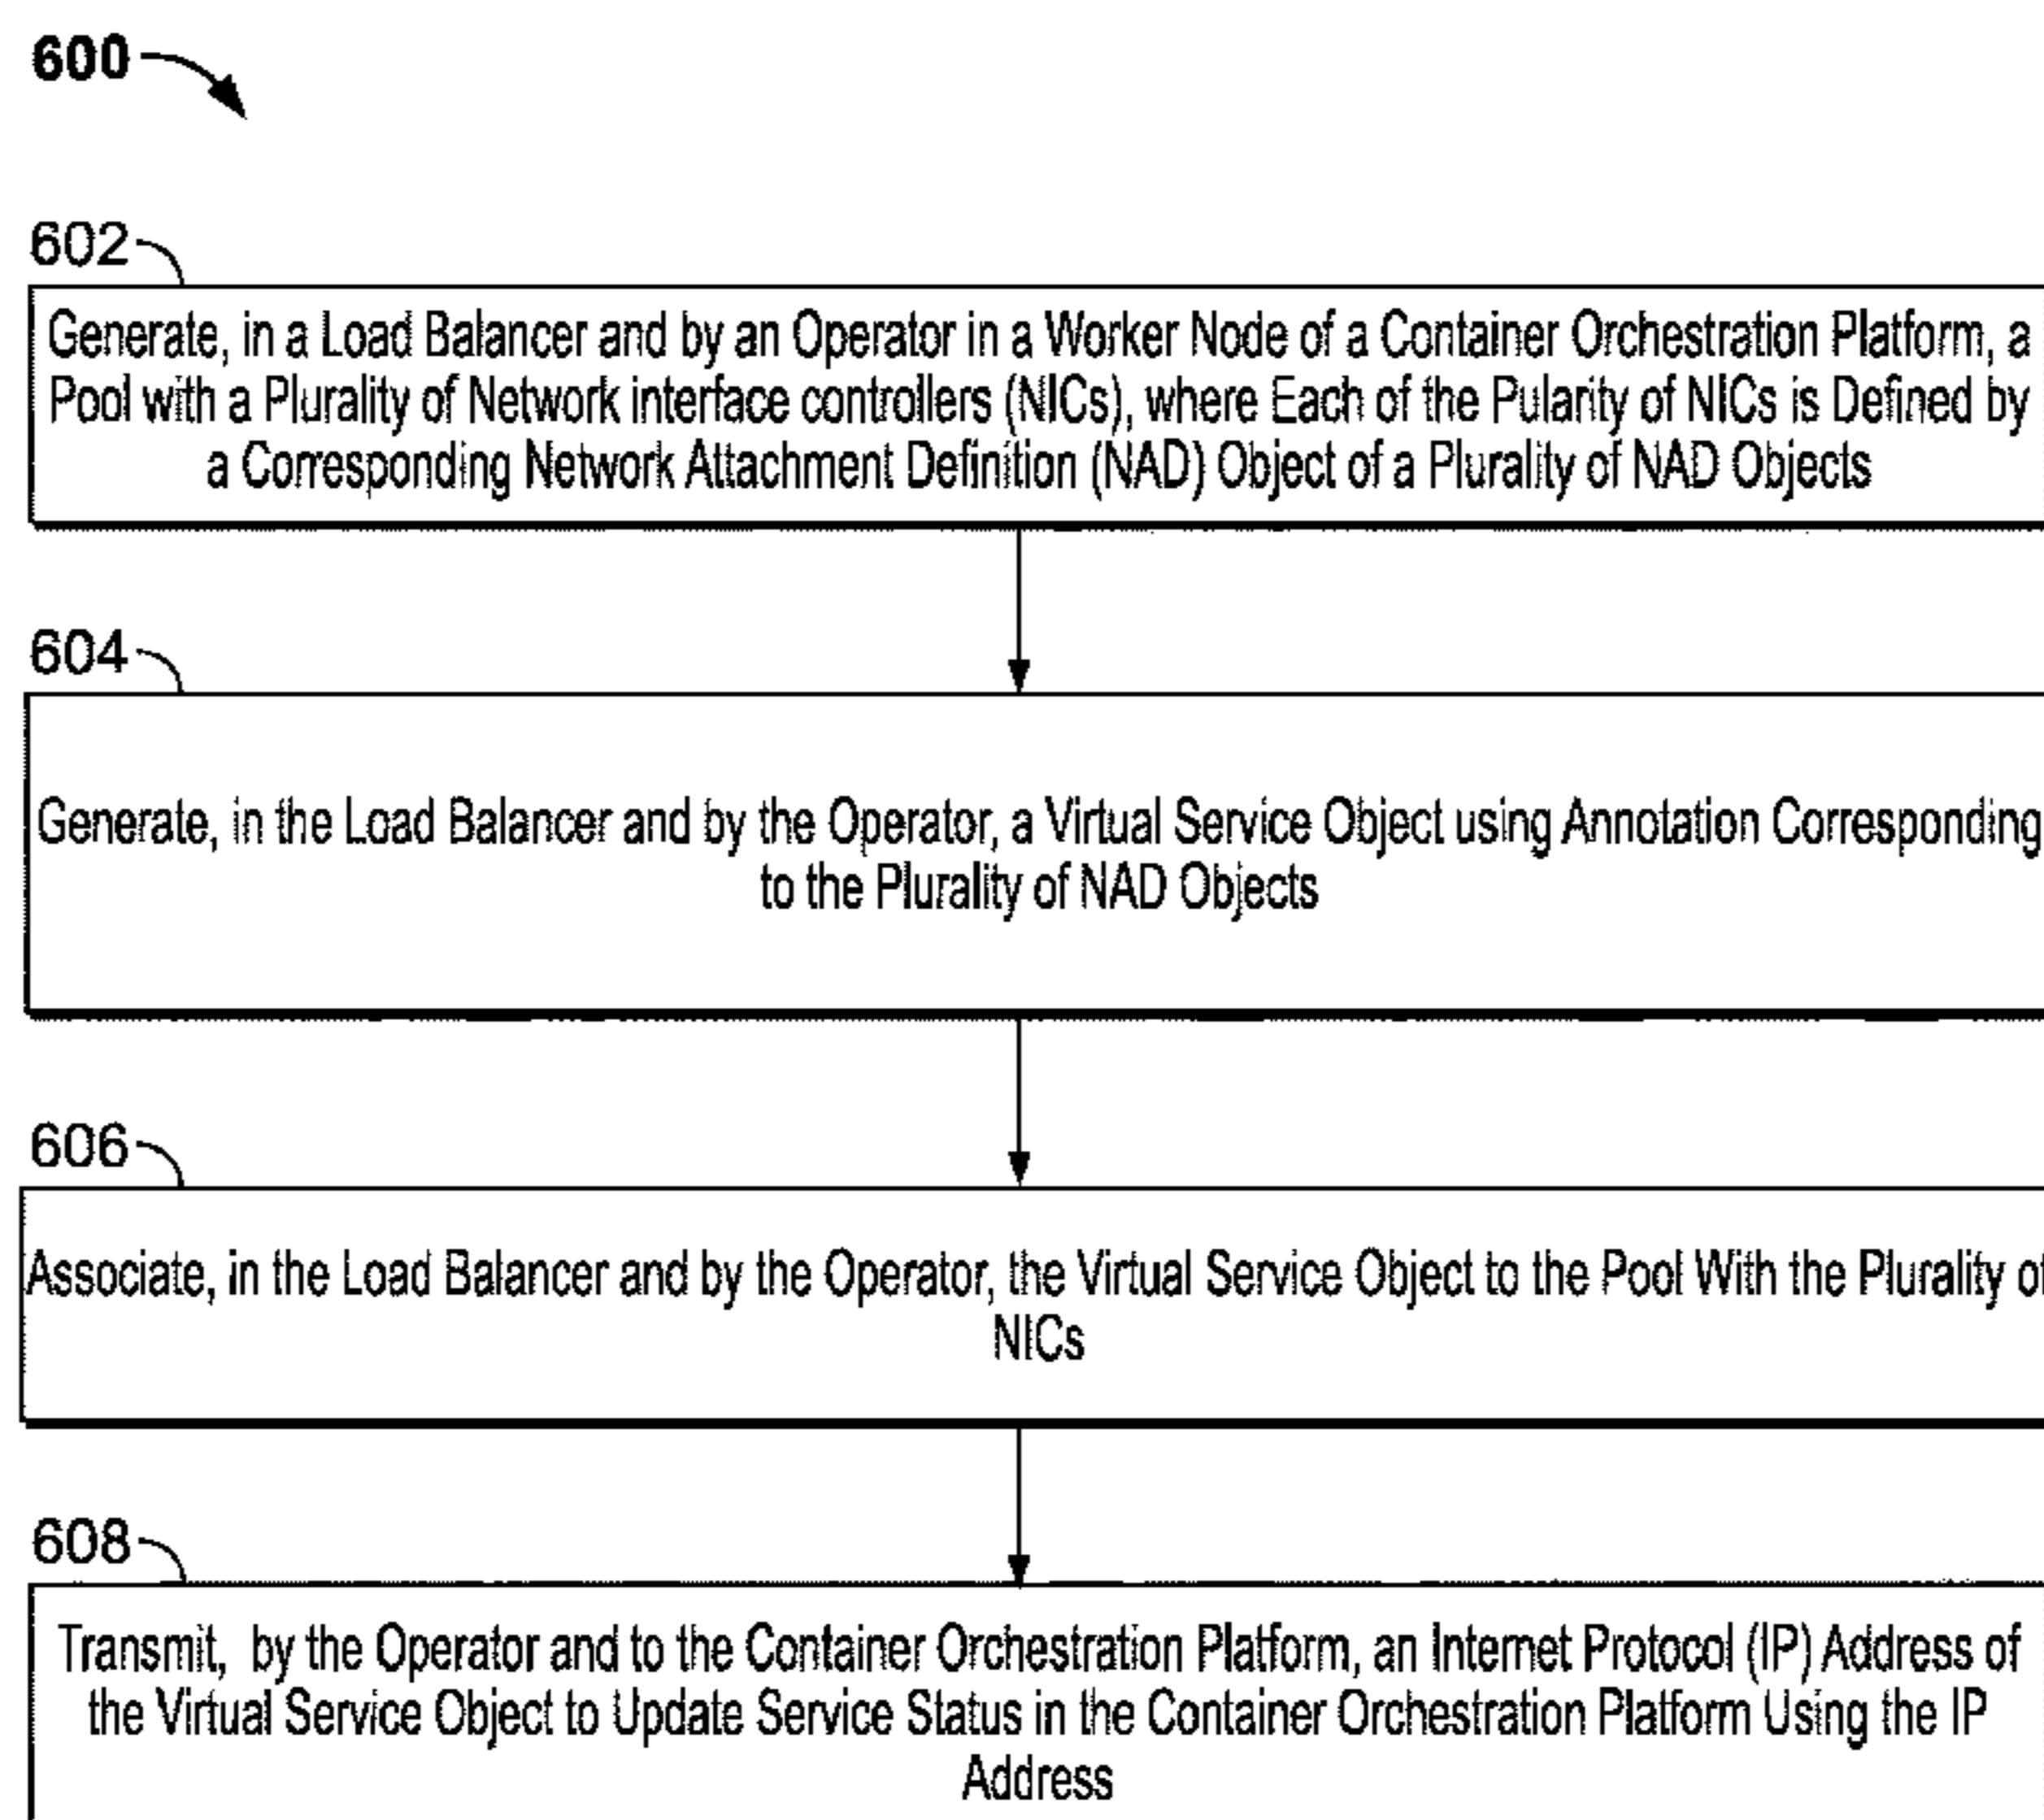 600
602
Generate, in a Load Balancer and by an Operator in a Worker Node of a Container Orchestration Platform, a
Pool with a Plurality of Network interface controllers (NICs), where Each of the Pularity of NICs is Defined by
a Corresponding Network Attachment Definition (NAD) Object of a Plurality of NAD Objects
604
Generate, in the Load Balancer and by the Operator, a Virtual Service Object using Annotation Corresponding
to the Plurality of NAD Objects
606
Associate, in the Load Balancer and by the Operator, the Virtual Service Object to the Pool With the Plurality of
NICs
608
Transmit, by the Operator and to the Container Orchestration Platform, an Internet Protocol (IP) Address of
the Virtual Service Object to Update Service Status in the Container Orchestration Platform Using the IP
Address